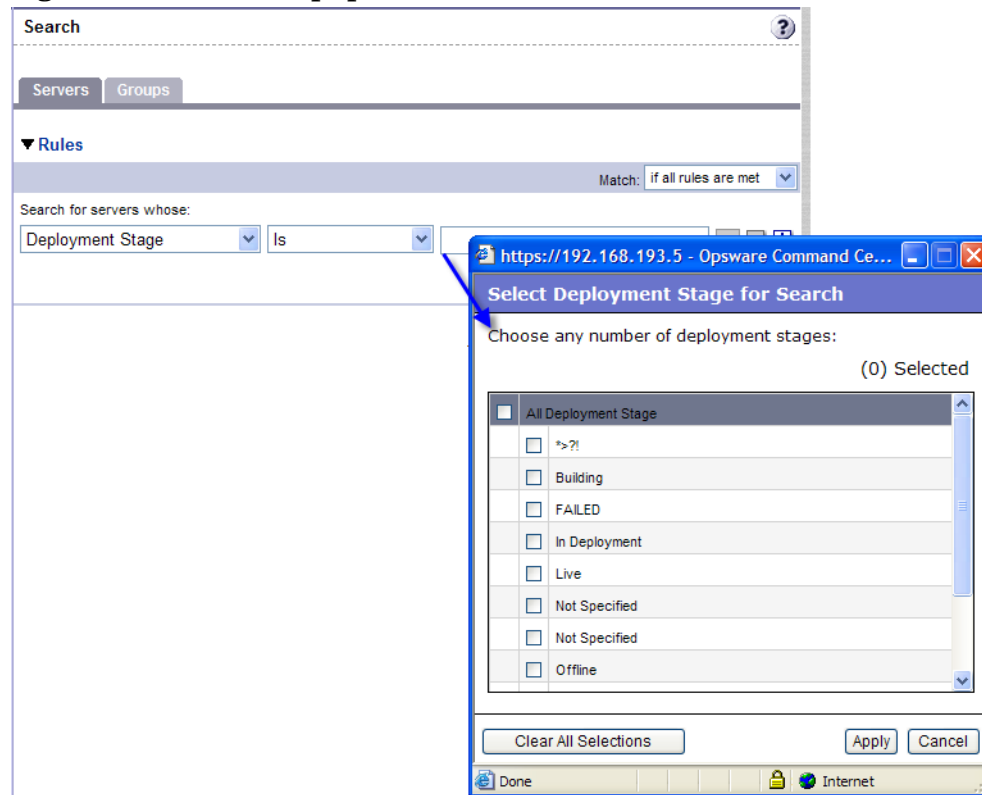 Search
?
Servers Groups
Rules
Match: if all rules are met
Search for servers whose:
Deployment Stage Is
https://192.168.193.5 - Opsware Command Ce...
Select Deployment Stage for Search
Choose any number of deployment stages:
(0) Selected
All Deployment Stage
*>?!
Building
FAILED
In Deployment
Live
Not Specified
Not Specified
Offline
Clear All Selections Apply Cancel
Done Internet